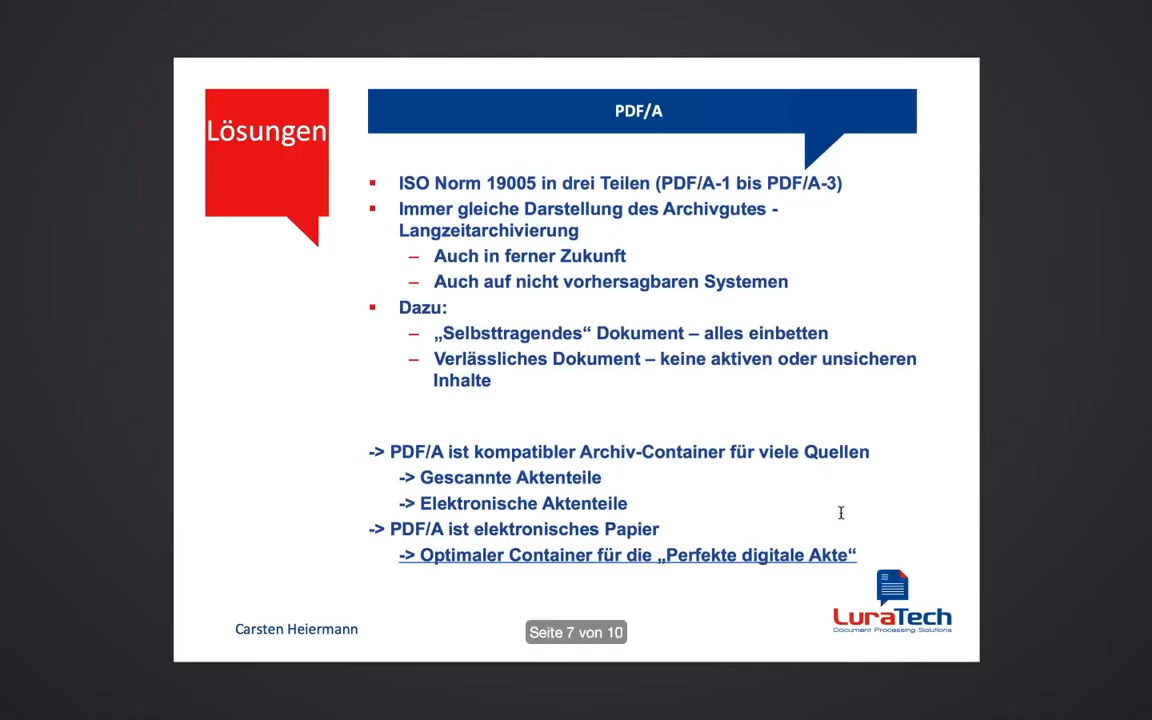 Lösungen
PDF/A
ISO Norm 19005 in drei Teilen (PDF/A-1 bis PDF/A-3)
Immer gleiche Darstellung des Archivgutes -
Langzeitarchivierung
– Auch in ferner Zukunft
– Auch auf nicht vorhersagbaren Systemen
Dazu:
– „Selbsttragendes“ Dokument – alles einbetten
– Verlässliches Dokument – keine aktiven oder unsicheren
Inhalte
-> PDF/A ist kompatibler Archiv-Container für viele Quellen
-> Gescannte Aktenteile
-> Elektronische Aktenteile
-> PDF/A ist elektronisches Papier
-> Optimaler Container für die „Perfekte digitale Akte“
Carsten Heiermann
Seite 7 von 10
LuraTech
Document Processing Solutions